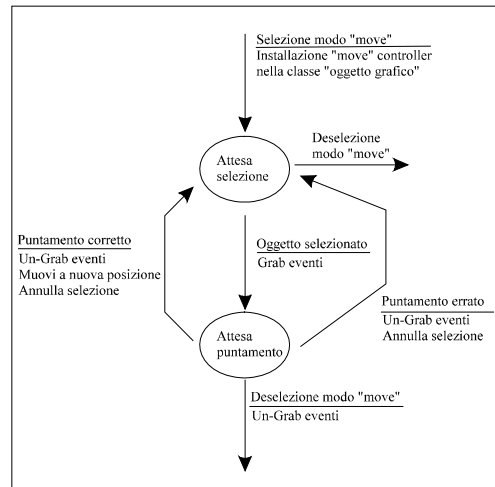 Selezione modo "move"
Installazione "move" controller
nella classe "oggetto grafico"
Attesa
selezione
Deselezione
modo "move"
Puntamento corretto
Un-Grab eventi
Muovi a nuova posizione
Annulla selezione
Oggetto selezionato
Grab eventi
Puntamento errato
Un-Grab eventi
Annulla selezione
Attesa
puntamento
Deselezione modo "move"
Un-Grab eventi